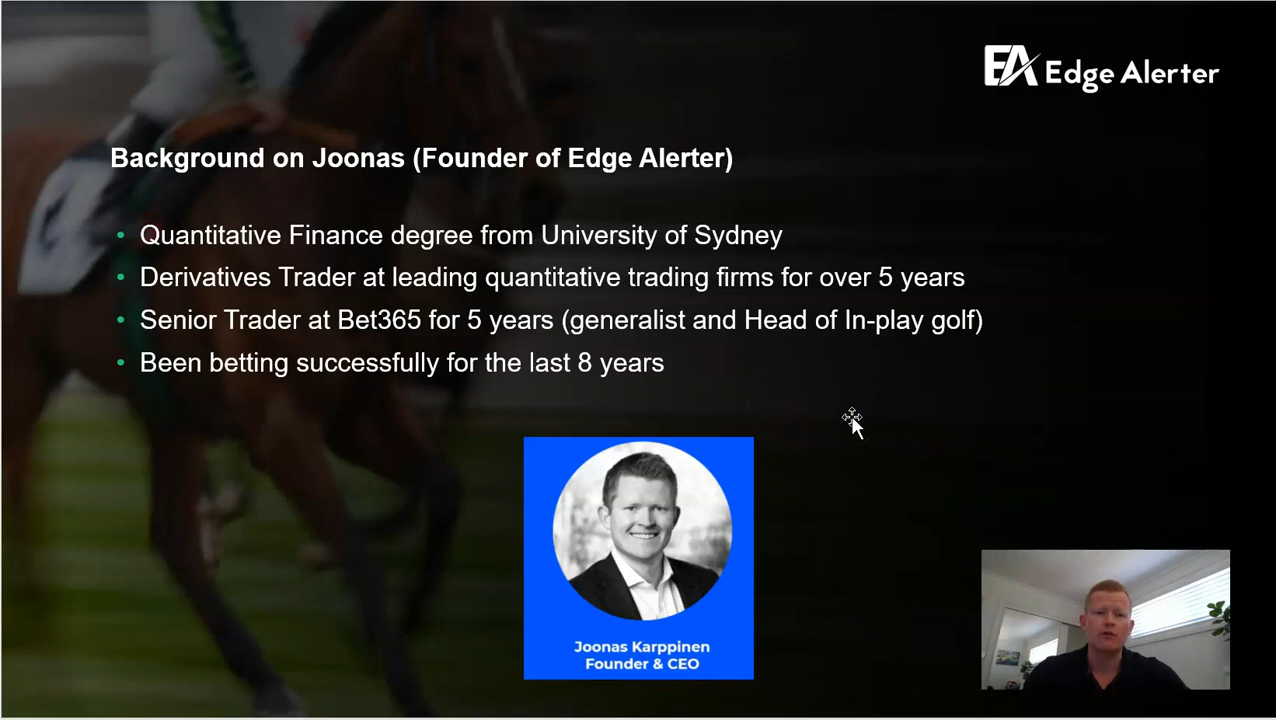 EA Edge Alerter
Background on Joonas (Founder of Edge Alerter)
• Quantitative Finance degree from University of Sydney
• Derivatives Trader at leading quantitative trading firms for over 5 years
• Senior Trader at Bet365 for 5 years (generalist and Head of In-play golf)
• Been betting successfully for the last 8 years
Joonas Karppinen
Founder & CEO